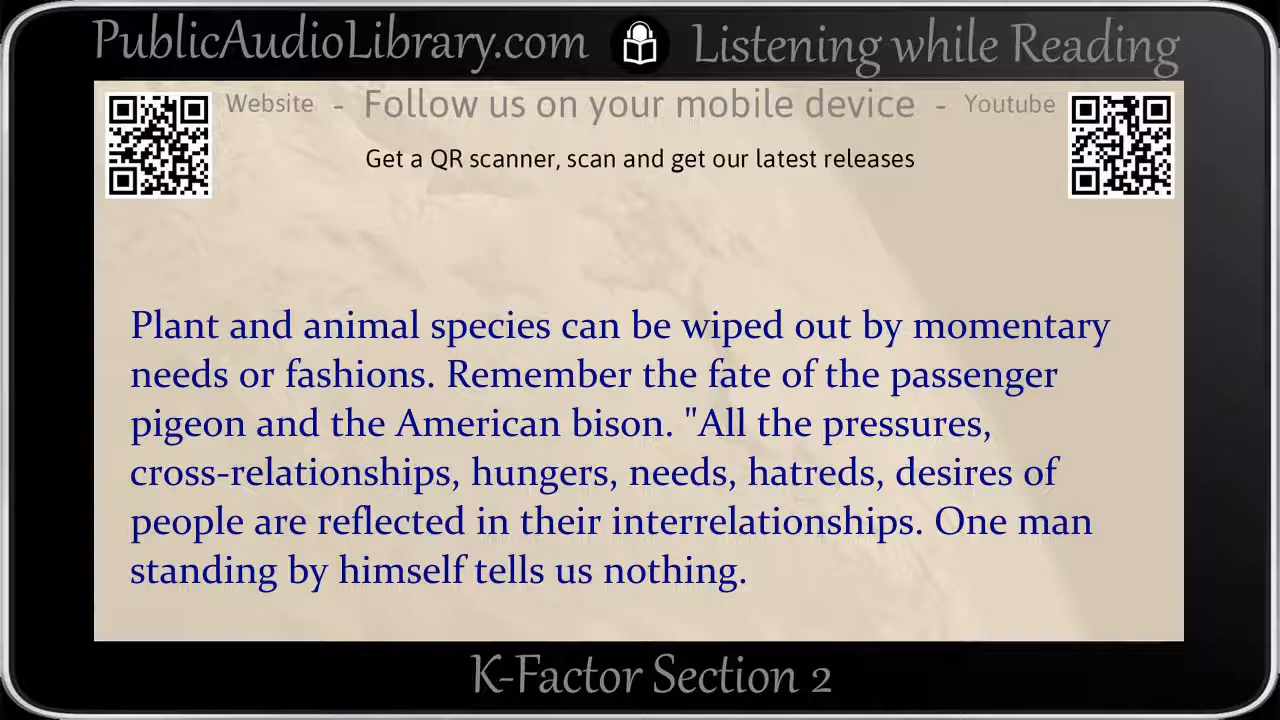 PublicAudioLibrary.com Listening while Reading
Website - Follow us on your mobile device - Youtube
Get a QR scanner, scan and get our latest releases
Plant and animal species can be wiped out by momentary
needs or fashions. Remember the fate of the passenger
pigeon and the American bison. "All the pressures,
cross-relationships, hungers, needs, hatreds, desires of
people are reflected in their interrelationships. One man
standing by himself tells us nothing.
K-Factor Section 2